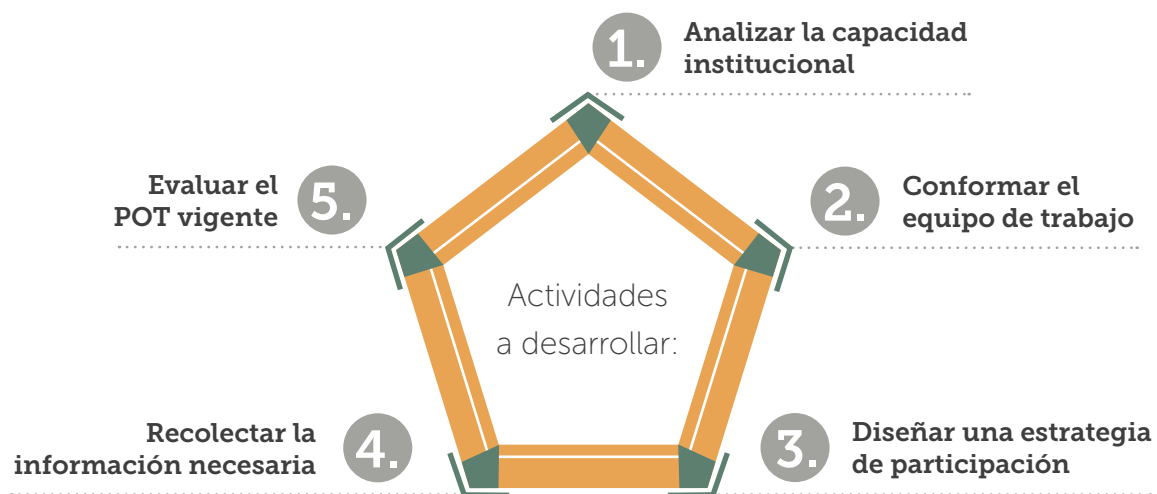 1.
Analizar la capacidad
institucional
2.
Conformar el
equipo de trabajo
3.
Diseñar una estrategia
de participación
4.
Recolectar la
información necesaria
5.
Evaluar el
POT vigente
Actividades
a desarrollar: